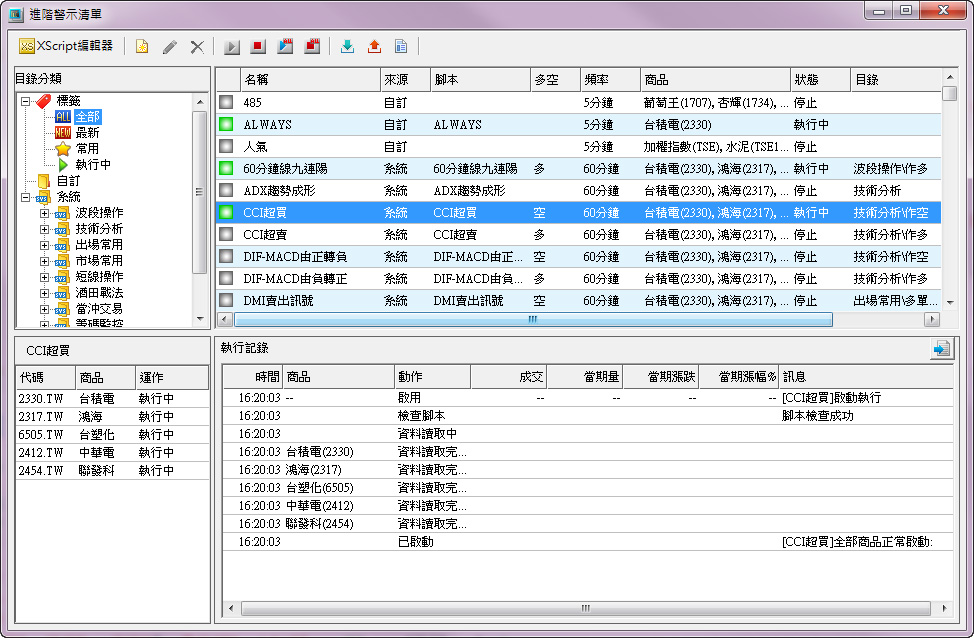 進階警示清單
XS XScript編輯器
目錄分類
標籤
ALL 全部
NEW 最新
常用
執行中
自訂
SYS 系統
SYS 波段操作
SYS 技術分析
SYS 出場常用
SYS 市場常用
SYS 短線操作
SYS 酒田戰法
SYS 當沖交易
SYS 籌碼監控
名稱 來源 腳本 多空 頻率 商品 狀態 目錄
485 自訂 5分鐘 葡萄王(1707), 杏輝(1734), ... 停止
ALWAYS 自訂 ALWAYS 5分鐘 台積電(2330) 執行中
人氣 自訂 5分鐘 加權指數(TSE), 水泥(TSE1... 停止
60分鐘線九連陽 系統 60分鐘線九連陽 多 60分鐘 台積電(2330), 鴻海(2317), ... 執行中 波段操作\作多
ADX趨勢成形 系統 ADX趨勢成形 60分鐘 台積電(2330), 鴻海(2317), ... 停止 技術分析
CCI超買 系統 CCI超買 空 60分鐘 台積電(2330), 鴻海(2317), ... 執行中 技術分析\作空
CCI超賣 系統 CCI超賣 多 60分鐘 台積電(2330), 鴻海(2317), ... 停止 技術分析\作多
DIF-MACD由正轉負 系統 DIF-MACD由正... 空 60分鐘 台積電(2330), 鴻海(2317), ... 停止 技術分析\作空
DIF-MACD由負轉正 系統 DIF-MACD由負... 多 60分鐘 台積電(2330), 鴻海(2317), ... 停止 技術分析\作多
DMI賣出訊號 系統 DMI賣出訊號 空 60分鐘 台積電(2330), 鴻海(2317), ... 停止 出場常用\多單...
CCI超買
代碼 商品 運作
2330.TW 台積電 執行中
2317.TW 鴻海 執行中
6505.TW 台塑化 執行中
2412.TW 中華電 執行中
2454.TW 聯發科 執行中
執行記錄
時間 商品 動作 成交 當期量 當期漲跌 當期漲幅% 訊息
16:20:03 -- 啟用 -- -- -- -- [CCI超買]啟動執行
16:20:03 檢查腳本 腳本檢查成功
16:20:03 資料讀取中
16:20:03 台積電(2330) 資料讀取完...
16:20:03 鴻海(2317) 資料讀取完...
16:20:03 台塑化(6505) 資料讀取完...
16:20:03 中華電(2412) 資料讀取完...
16:20:03 聯發科(2454) 資料讀取完...
16:20:03 已啟動 [CCI超買]全部商品正常啟動: